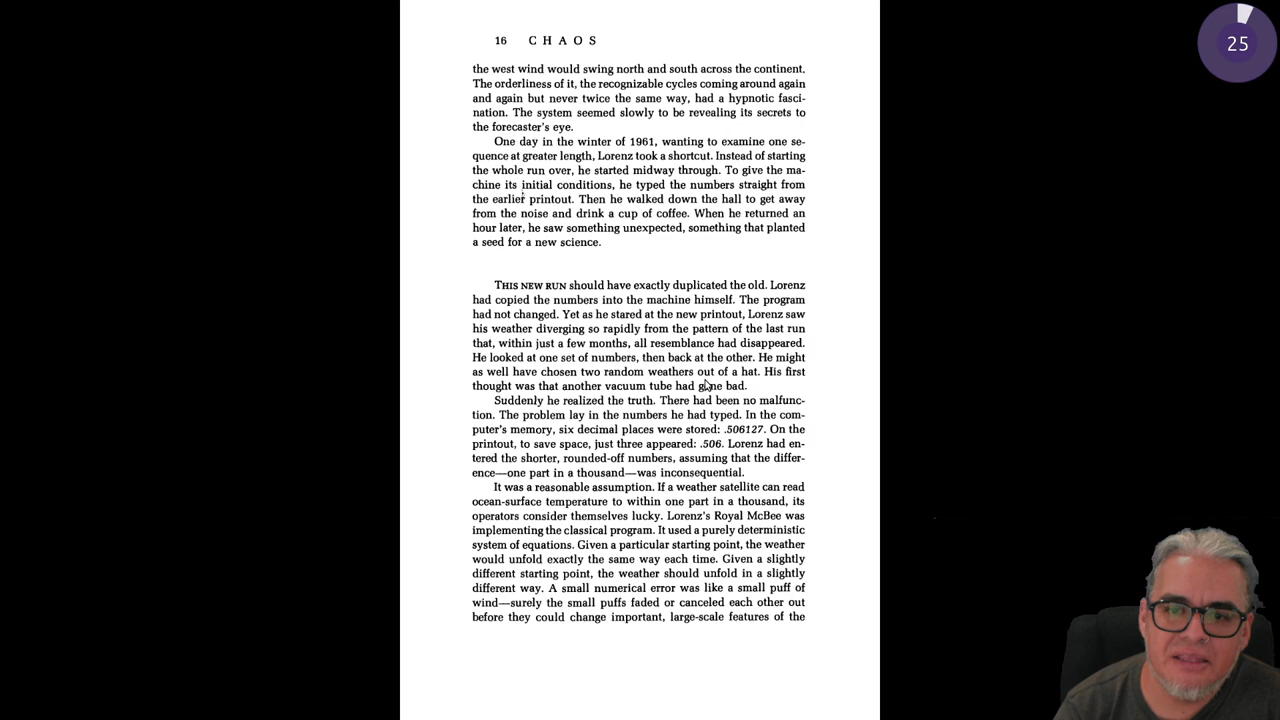 16 CHAOS
25
the west wind would swing north and south across the continent.
The orderliness of it, the recognizable cycles coming around again
and again but never twice the same way, had a hypnotic fasci-
nation. The system seemed slowly to be revealing its secrets to
the forecaster's eye.
One day in the winter of 1961, wanting to examine one se-
quence at greater length, Lorenz took a shortcut. Instead of starting
the whole run over, he started midway through. To give the ma-
chine its initial conditions, he typed the numbers straight from
the earlier printout. Then he walked down the hall to get away
from the noise and drink a cup of coffee. When he returned an
hour later, he saw something unexpected, something that planted
a seed for a new science.
THIS NEW RUN should have exactly duplicated the old. Lorenz
had copied the numbers into the machine himself. The program
had not changed. Yet as he stared at the new printout, Lorenz saw
his weather diverging so rapidly from the pattern of the last run
that, within just a few months, all resemblance had disappeared.
He looked at one set of numbers, then back at the other. He might
as well have chosen two random weathers out of a hat. His first
thought was that another vacuum tube had gone bad.
Suddenly he realized the truth. There had been no malfunc-
tion. The problem lay in the numbers he had typed. In the com-
puter's memory, six decimal places were stored: .506127. On the
printout, to save space, just three appeared: .506. Lorenz had en-
tered the shorter, rounded-off numbers, assuming that the differ-
ence—one part in a thousand—was inconsequential.
It was a reasonable assumption. If a weather satellite can read
ocean-surface temperature to within one part in a thousand, its
operators consider themselves lucky. Lorenz's Royal McBee was
implementing the classical program. It used a purely deterministic
system of equations. Given a particular starting point, the weather
would unfold exactly the same way each time. Given a slightly
different starting point, the weather should unfold in a slightly
different way. A small numerical error was like a small puff of
wind—surely the small puffs faded or canceled each other out
before they could change important, large-scale features of the